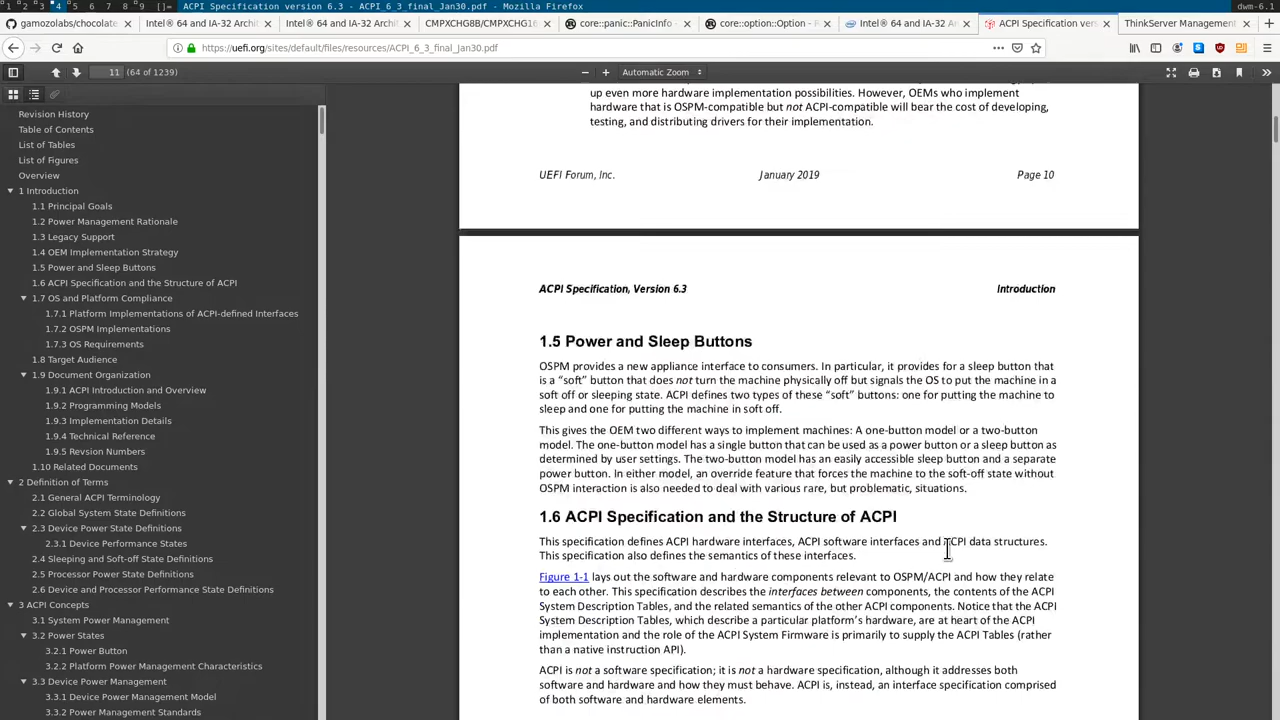 1 2 3 4 5 6 7 8 9 []= ACPI Specification version 6.3 - ACPI_6_3_final_Jan30.pdf - Mozilla Firefox dwm-6.1
gamozolabs/chocolate × Intel® 64 and IA-32 Archit × Intel® 64 and IA-32 Archit × CMPXCHG8B/CMPXCHG16 × core::panic::PanicInfo - × core::option::Option - R × Intel® 64 and IA-32 Arc × ACPI Specification vers × ThinkServer Management
https://uefi.org/sites/default/files/resources/ACPI_6_3_final_Jan30.pdf
11 (64 of 1239) Automatic Zoom
Revision History
Table of Contents
List of Tables
List of Figures
Overview
1 Introduction
1.1 Principal Goals
1.2 Power Management Rationale
1.3 Legacy Support
1.4 OEM Implementation Strategy
1.5 Power and Sleep Buttons
1.6 ACPI Specification and the Structure of ACPI
1.7 OS and Platform Compliance
1.7.1 Platform Implementations of ACPI-defined Interfaces
1.7.2 OSPM Implementations
1.7.3 OS Requirements
1.8 Target Audience
1.9 Document Organization
1.9.1 ACPI Introduction and Overview
1.9.2 Programming Models
1.9.3 Implementation Details
1.9.4 Technical Reference
1.9.5 Revision Numbers
1.10 Related Documents
2 Definition of Terms
2.1 General ACPI Terminology
2.2 Global System State Definitions
2.3 Device Power State Definitions
2.3.1 Device Performance States
2.4 Sleeping and Soft-off State Definitions
2.5 Processor Power State Definitions
2.6 Device and Processor Performance State Definitions
3 ACPI Concepts
3.1 System Power Management
3.2 Power States
3.2.1 Power Button
3.2.2 Platform Power Management Characteristics
3.3 Device Power Management
3.3.1 Device Power Management Model
3.3.2 Power Management Standards
up even more hardware implementation possibilities. However, OEMs who implement
hardware that is OSPM-compatible but not ACPI-compatible will bear the cost of developing,
testing, and distributing drivers for their implementation.
UEFI Forum, Inc. January 2019 Page 10
ACPI Specification, Version 6.3 Introduction
1.5 Power and Sleep Buttons
OSPM provides a new appliance interface to consumers. In particular, it provides for a sleep button that
is a “soft” button that does not turn the machine physically off but signals the OS to put the machine in a
soft off or sleeping state. ACPI defines two types of these “soft” buttons: one for putting the machine to
sleep and one for putting the machine in soft off.
This gives the OEM two different ways to implement machines: A one-button model or a two-button
model. The one-button model has a single button that can be used as a power button or a sleep button as
determined by user settings. The two-button model has an easily accessible sleep button and a separate
power button. In either model, an override feature that forces the machine to the soft-off state without
OSPM interaction is also needed to deal with various rare, but problematic, situations.
1.6 ACPI Specification and the Structure of ACPI
This specification defines ACPI hardware interfaces, ACPI software interfaces and ACPI data structures.
This specification also defines the semantics of these interfaces.
Figure 1-1 lays out the software and hardware components relevant to OSPM/ACPI and how they relate
to each other. This specification describes the interfaces between components, the contents of the ACPI
System Description Tables, and the related semantics of the other ACPI components. Notice that the ACPI
System Description Tables, which describe a particular platform’s hardware, are at heart of the ACPI
implementation and the role of the ACPI System Firmware is primarily to supply the ACPI Tables (rather
than a native instruction API).
ACPI is not a software specification; it is not a hardware specification, although it addresses both
software and hardware and how they must behave. ACPI is, instead, an interface specification comprised
of both software and hardware elements.